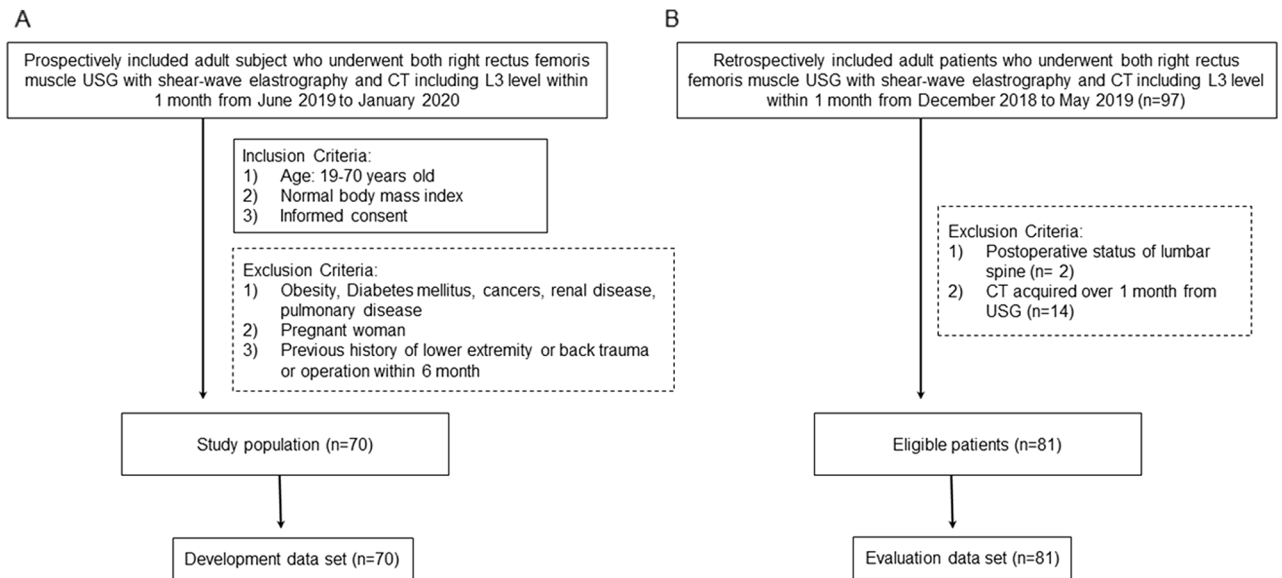 A
Prospectively included adult subject who underwent both right rectus femoris
muscle USG with shear-wave elastography and CT including L3 level within
1 month from June 2019 to January 2020
Inclusion Criteria:
1) Age: 19-70 years old
2) Normal body mass index
3) Informed consent
Exclusion Criteria:
1) Obesity, Diabetes mellitus, cancers, renal disease,
pulmonary disease
2) Pregnant woman
3) Previous history of lower extremity or back trauma
or operation within 6 month
Study population (n=70)
Development data set (n=70)
B
Retrospectively included adult patients who underwent both right rectus
femoris muscle USG with shear-wave elastography and CT including L3 level
within 1 month from December 2018 to May 2019 (n=97)
Exclusion Criteria:
1) Postoperative status of lumbar
spine (n= 2)
2) CT acquired over 1 month from
USG (n=14)
Eligible patients (n=81)
Evaluation data set (n=81)